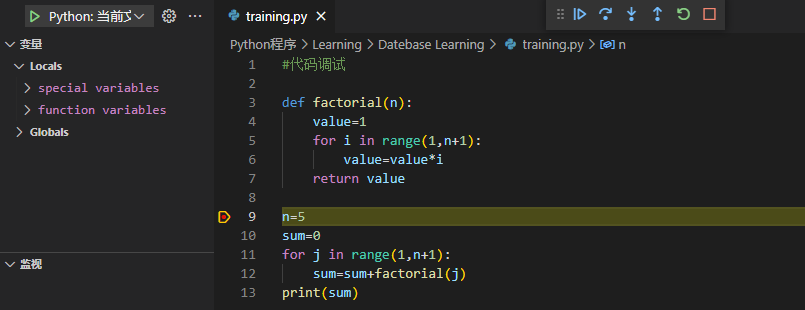 Python: 当前文
training.py
变量
Locals
special variables
function variables
Globals
监视
Python程序 > Learning > Datebase Learning > training.py > n
1 #代码调试
2
3 def factorial(n):
4 value=1
5 for i in range(1,n+1):
6 value=value*i
7 return value
8
9 n=5
10 sum=0
11 for j in range(1,n+1):
12 sum=sum+factorial(j)
13 print(sum)